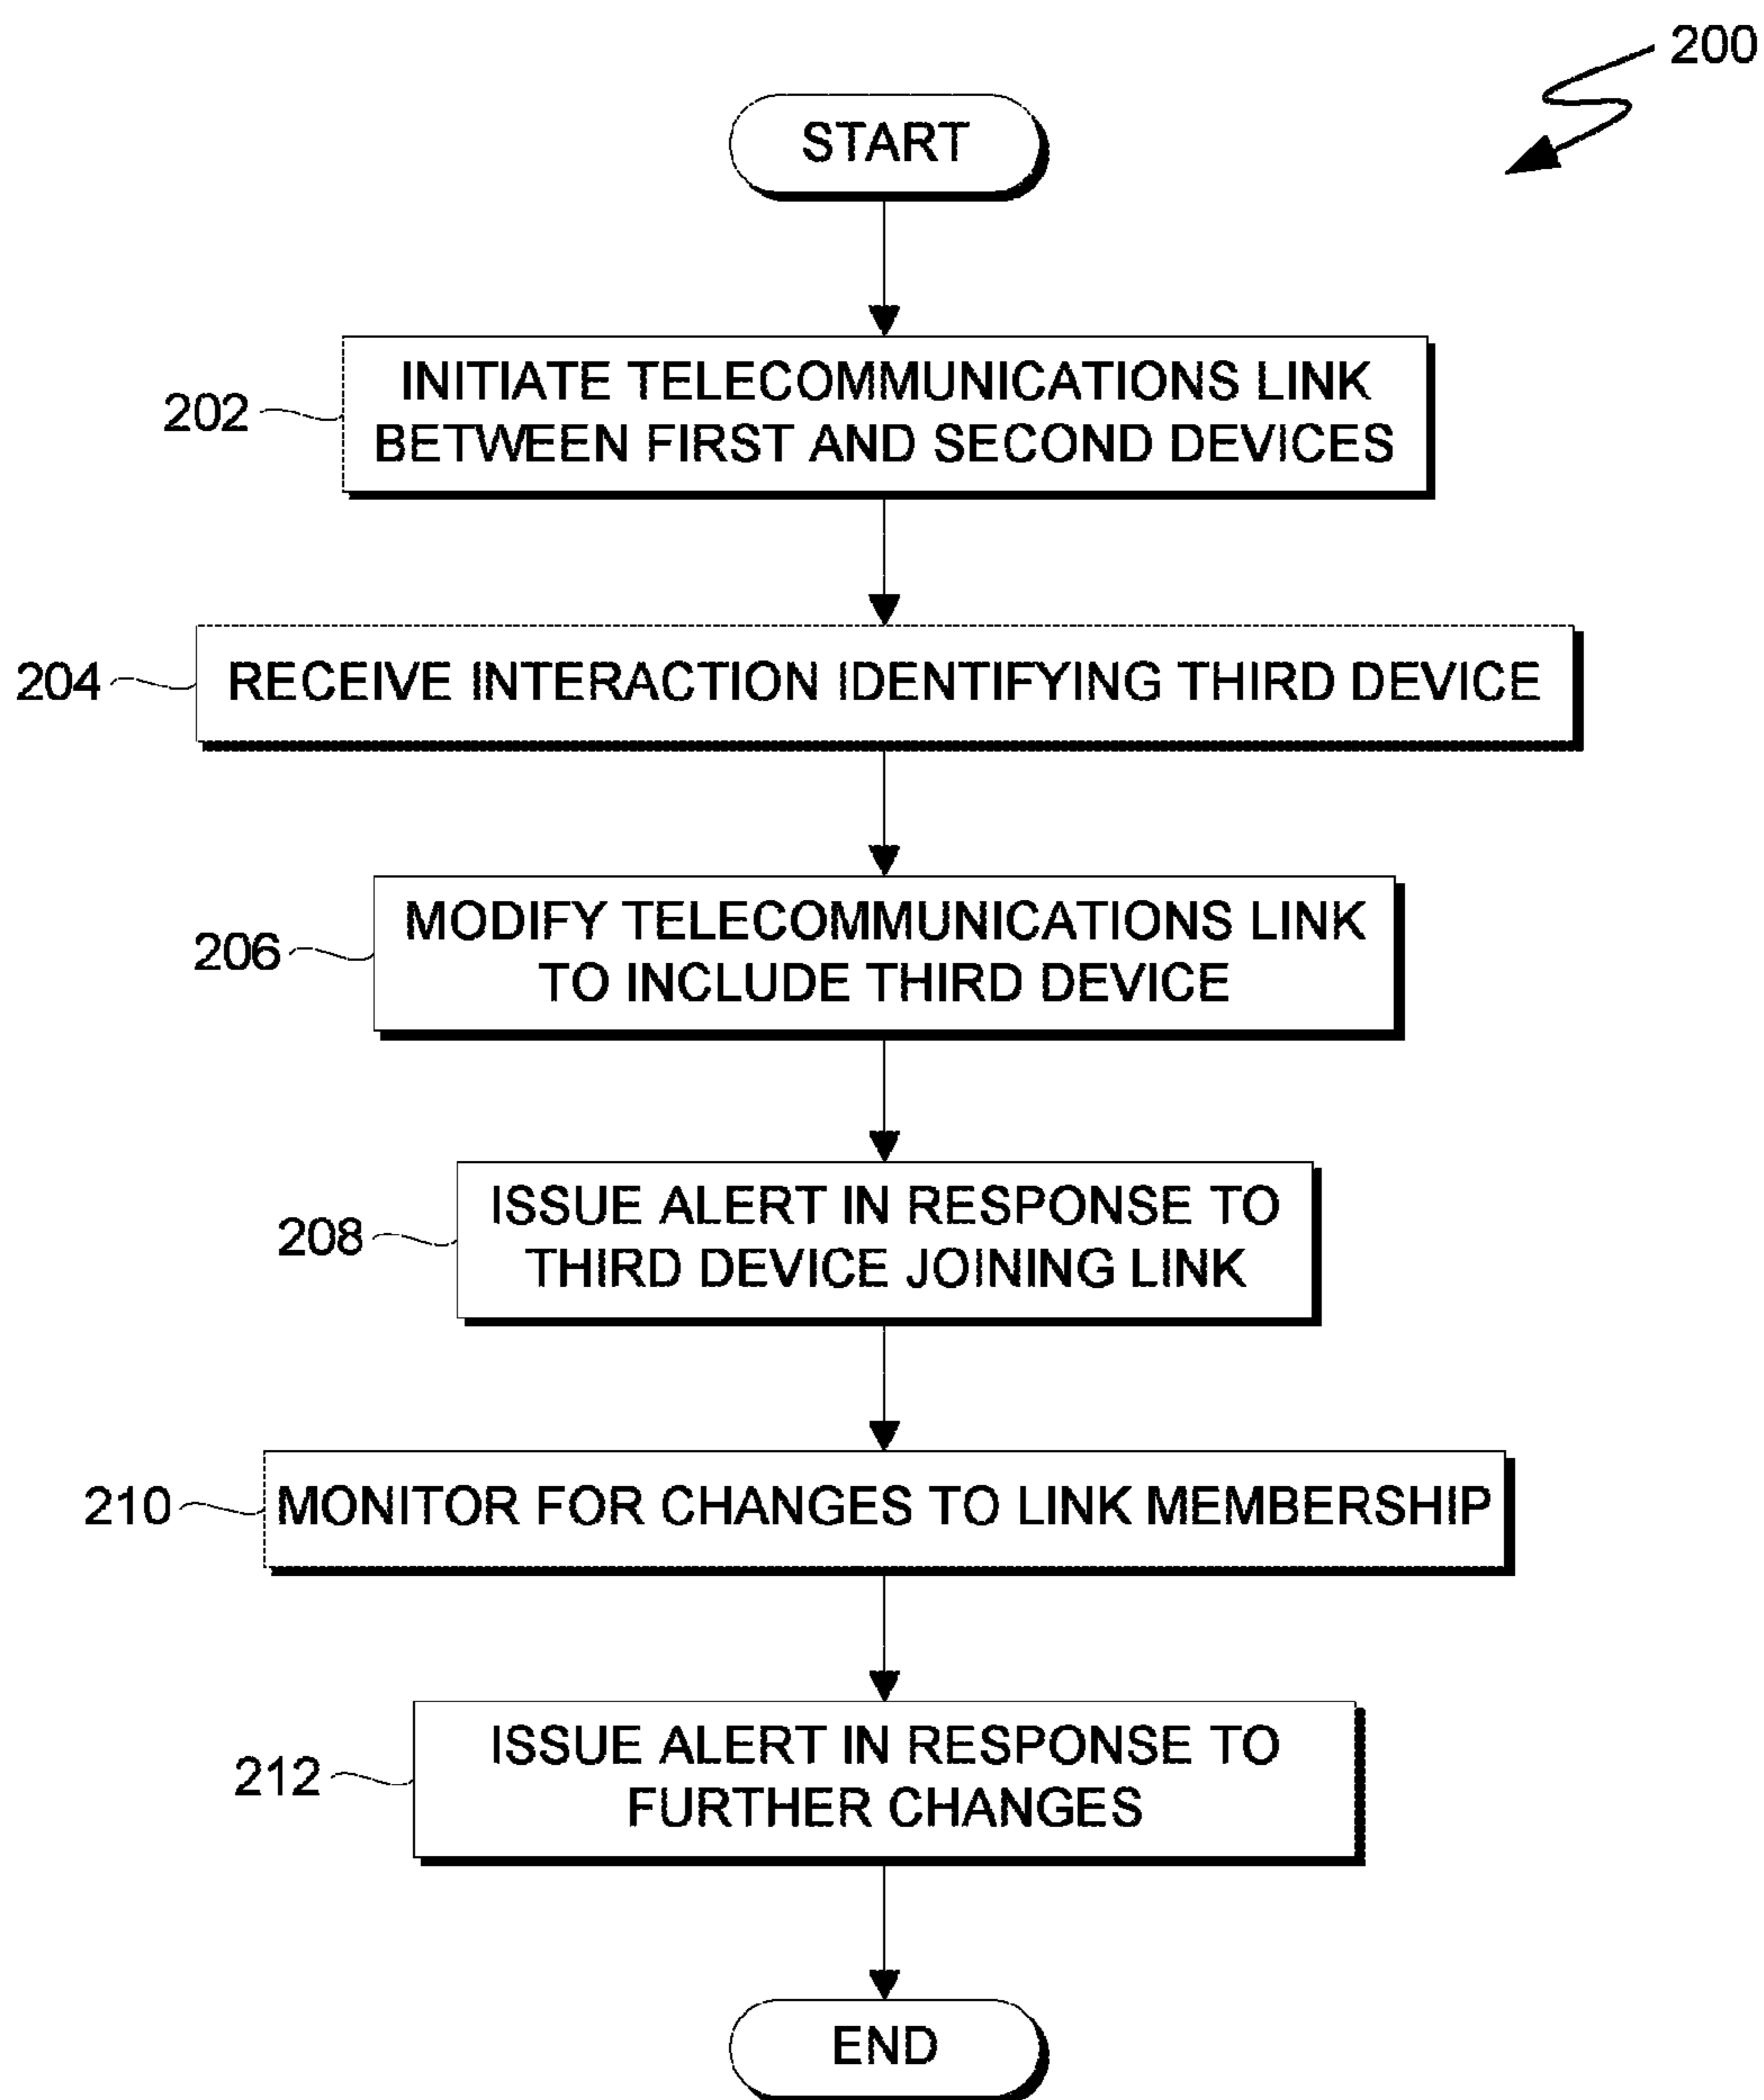 200
START
202
INITIATE TELECOMMUNICATIONS LINK
BETWEEN FIRST AND SECOND DEVICES
204
RECEIVE INTERACTION IDENTIFYING THIRD DEVICE
206
MODIFY TELECOMMUNICATIONS LINK
TO INCLUDE THIRD DEVICE
208
ISSUE ALERT IN RESPONSE TO
THIRD DEVICE JOINING LINK
210
MONITOR FOR CHANGES TO LINK MEMBERSHIP
212
ISSUE ALERT IN RESPONSE TO
FURTHER CHANGES
END